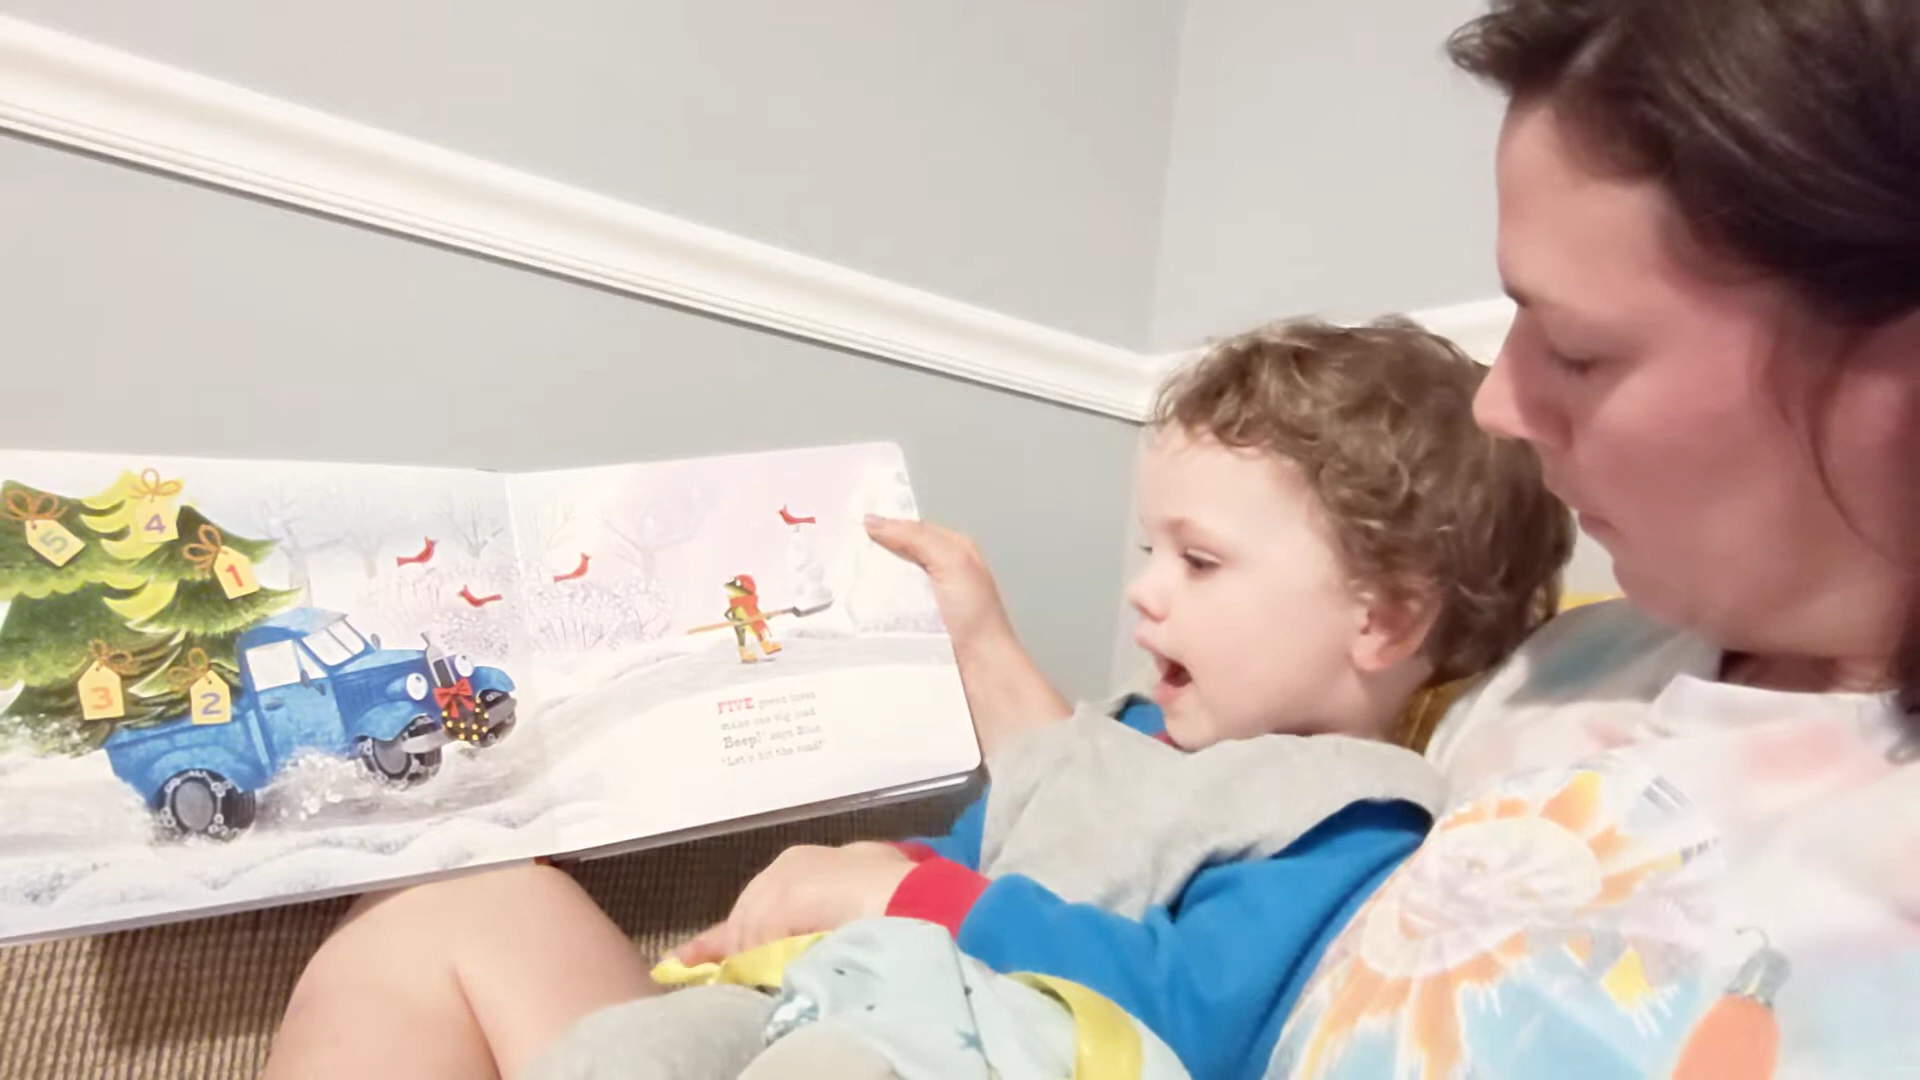 5
4
1
3
2
FIVE green trees
make one big load.
"Beep!" says Blue.
"Let's hit the road!"